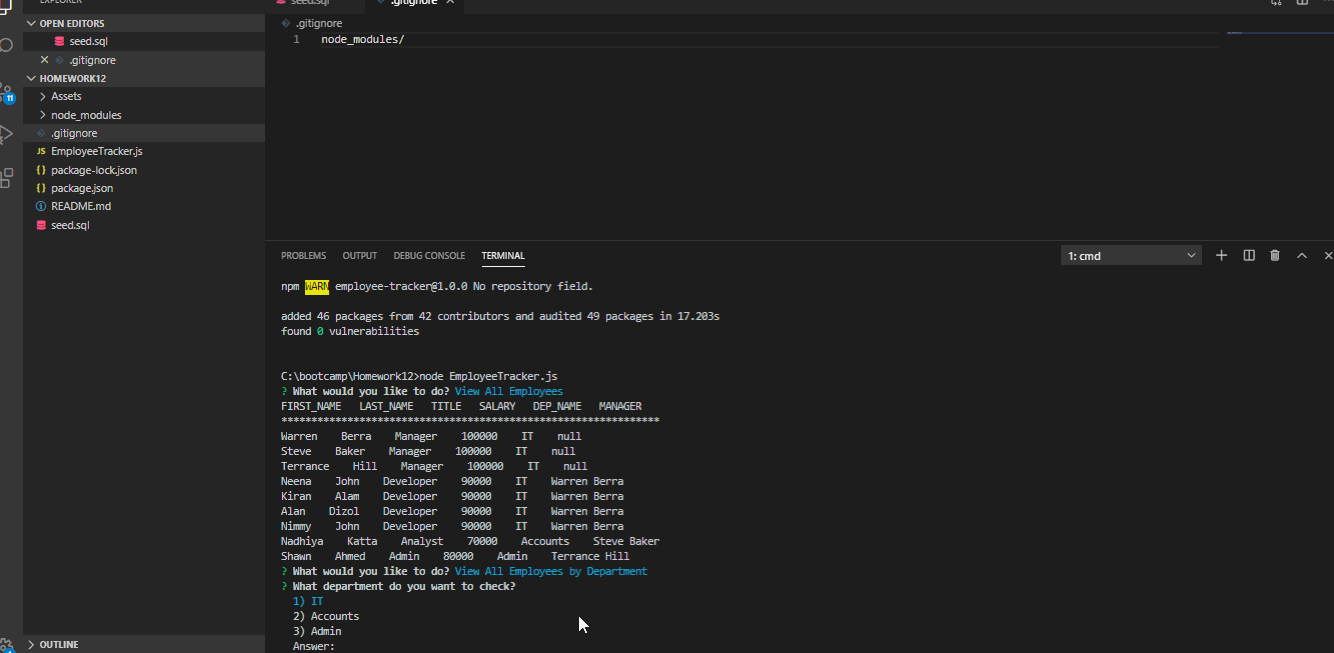 EXPLORER
OPEN EDITORS
seed.sql
.gitignore
HOMEWORK12
Assets
node_modules
.gitignore
JS EmployeeTracker.js
{} package-lock.json
{} package.json
README.md
seed.sql
OUTLINE
11
seed.sql
.gitignore
.gitignore
1 node_modules/
PROBLEMS OUTPUT DEBUG CONSOLE TERMINAL
1: cmd
npm WARN employee-tracker@1.0.0 No repository field.
added 46 packages from 42 contributors and audited 49 packages in 17.203s
found 0 vulnerabilities
C:\bootcamp\Homework12>node EmployeeTracker.js
? What would you like to do? View All Employees
FIRST_NAME LAST_NAME TITLE SALARY DEP_NAME MANAGER
***************************************************************
Warren Berra Manager 100000 IT null
Steve Baker Manager 100000 IT null
Terrance Hill Manager 100000 IT null
Neena John Developer 90000 IT Warren Berra
Kiran Alam Developer 90000 IT Warren Berra
Alan Dizol Developer 90000 IT Warren Berra
Nimmy John Developer 90000 IT Warren Berra
Nadhiya Katta Analyst 70000 Accounts Steve Baker
Shawn Ahmed Admin 80000 Admin Terrance Hill
? What would you like to do? View All Employees by Department
? What department do you want to check?
1) IT
2) Accounts
3) Admin
Answer: